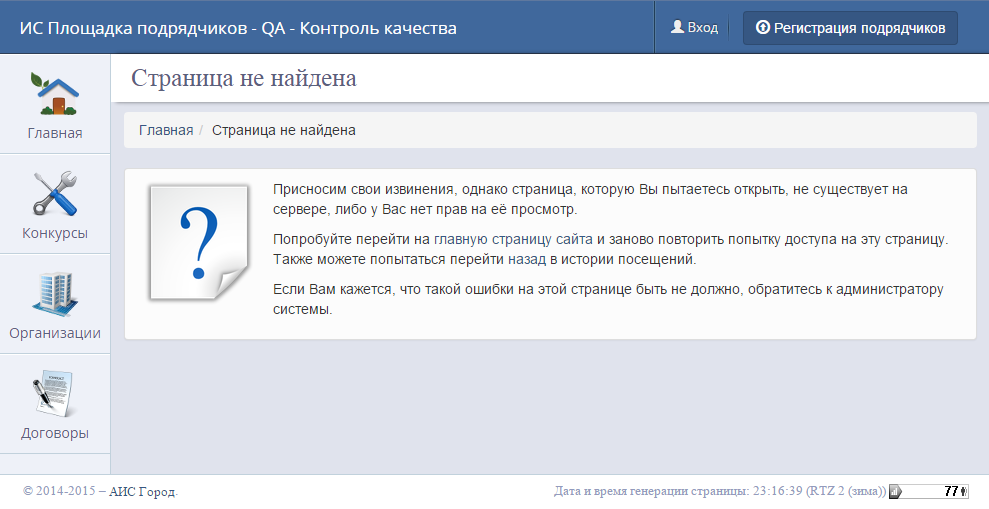 ИС Площадка подрядчиков - QA - Контроль качества
Вход
Регистрация подрядчиков
Страница не найдена
Главная / Страница не найдена
Главная
Конкурсы
Организации
Договоры
?
Присносим свои извинения, однако страница, которую Вы пытаетесь открыть, не существует на
сервере, либо у Вас нет прав на её просмотр.
Попробуйте перейти на главную страницу сайта и заново повторить попытку доступа на эту страницу.
Также можете попытаться перейти назад в истории посещений.
Если Вам кажется, что такой ошибки на этой странице быть не должно, обратитесь к администратору
системы.
© 2014-2015 – АИС Город.
Дата и время генерации страницы: 23:16:39 (RTZ 2 (зима))
77